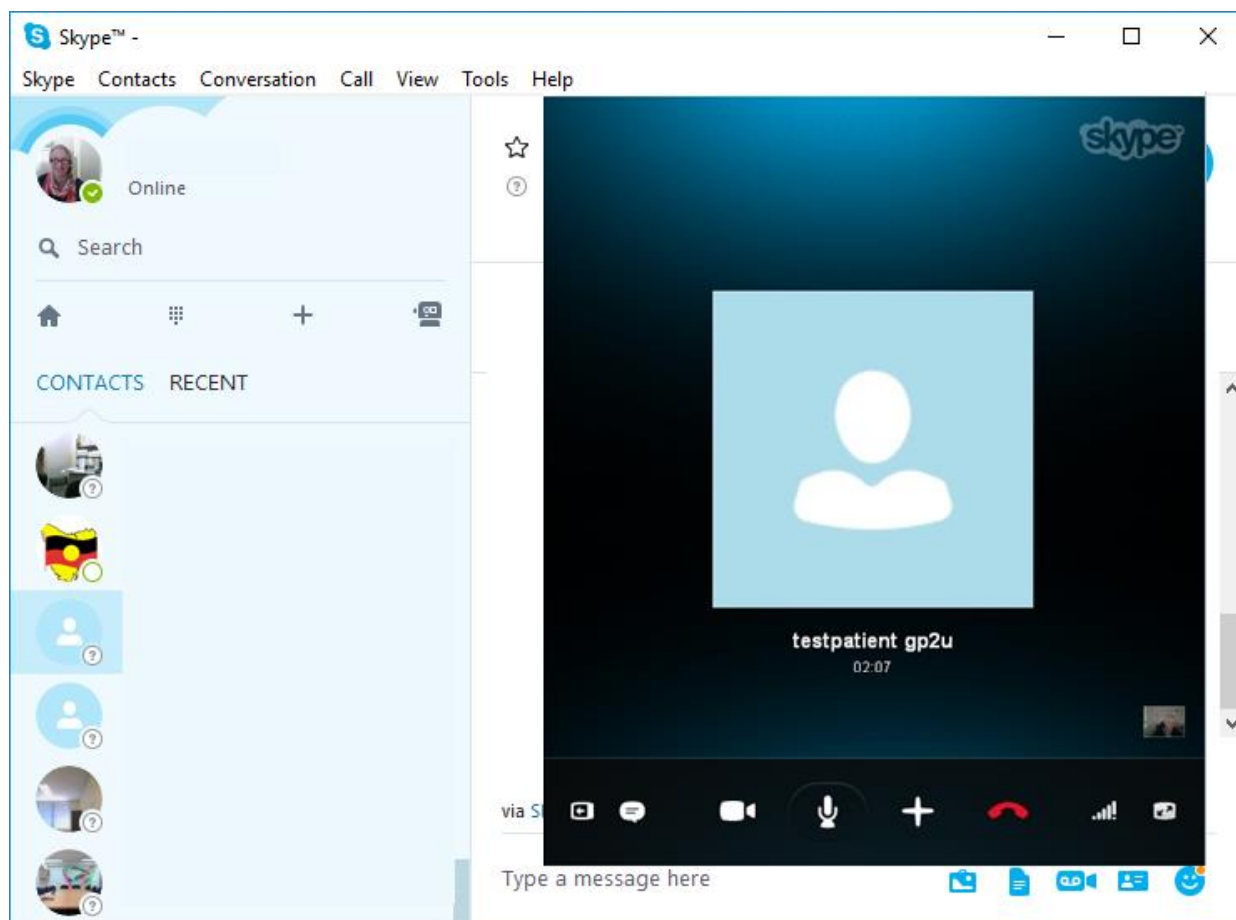 Skype™ -
Skype Contacts Conversation Call View Tools Help
Online
Search
CONTACTS RECENT
skype
testpatient gp2u
02:07
via S
Type a message here